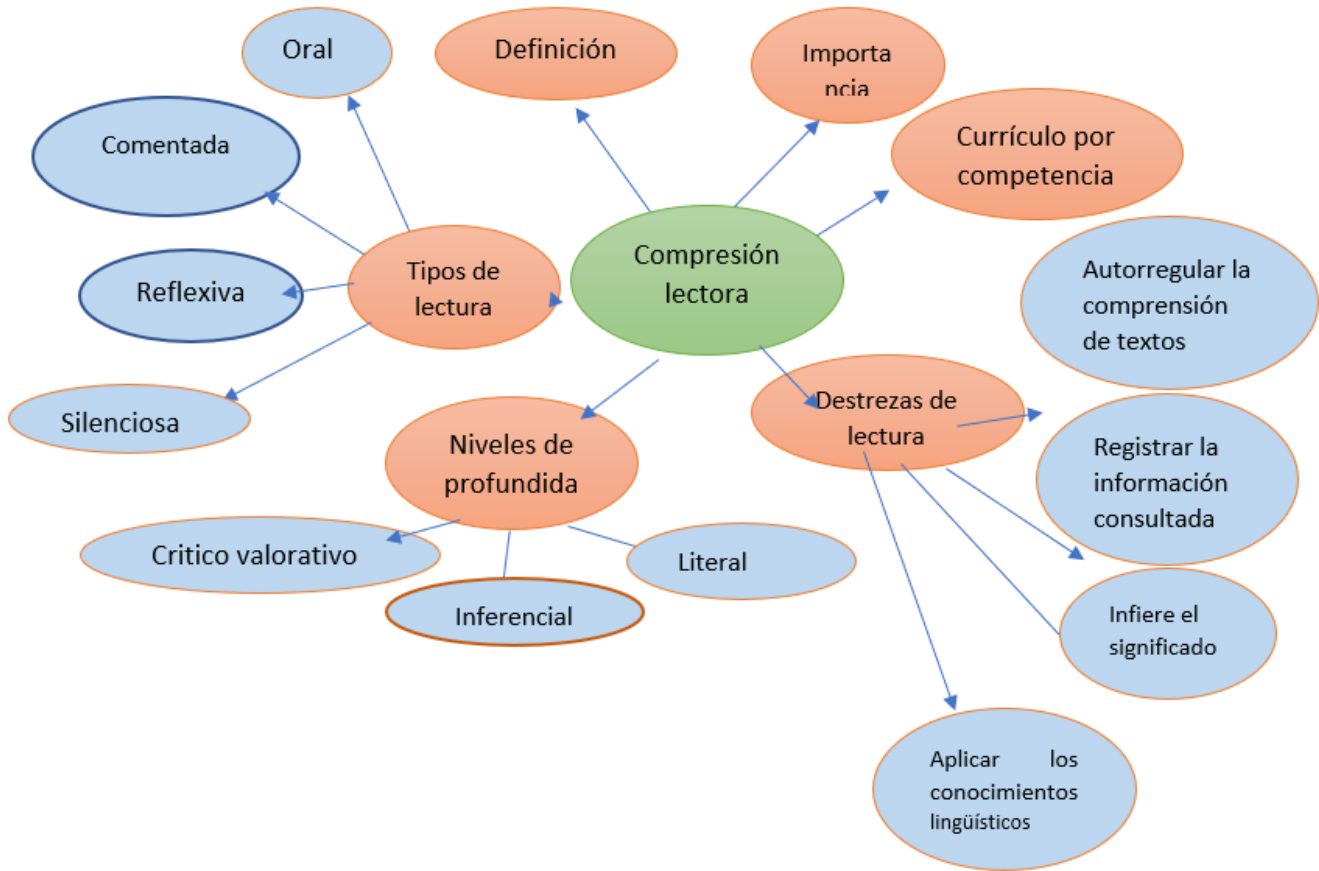 Oral
Definición
Importa
ncia
Comentada
Currículo por
competencia
Compresión
lectora
Tipos de
lectura
Reflexiva
Autorregular la
comprensión
de textos
Silenciosa
Destrezas de
lectura
Niveles de
profundida
Registrar la
información
consultada
Critico valorativo
Literal
Inferencial
Infiere el
significado
Aplicar los
conocimientos
lingüísticos